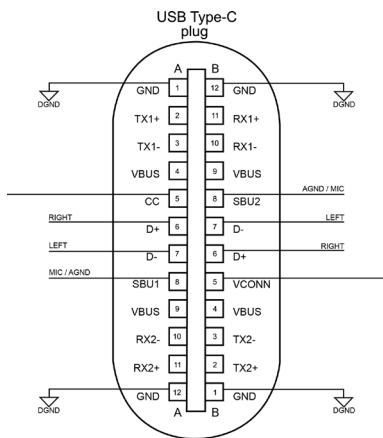 USB Type-C
plug
A B
GND 1 12 GND
DGND DGND
TX1+ 2 11 RX1+
TX1- 3 10 RX1-
VBUS 4 9 VBUS
CC 5 8 SBU2 AGND / MIC
RIGHT D+ 6 7 D- LEFT
LEFT D- 7 6 D+ RIGHT
MIC / AGND SBU1 8 5 VCONN
VBUS 9 4 VBUS
RX2- 10 3 TX2-
RX2+ 11 2 TX2+
GND 12 1 GND
DGND DGND
A B